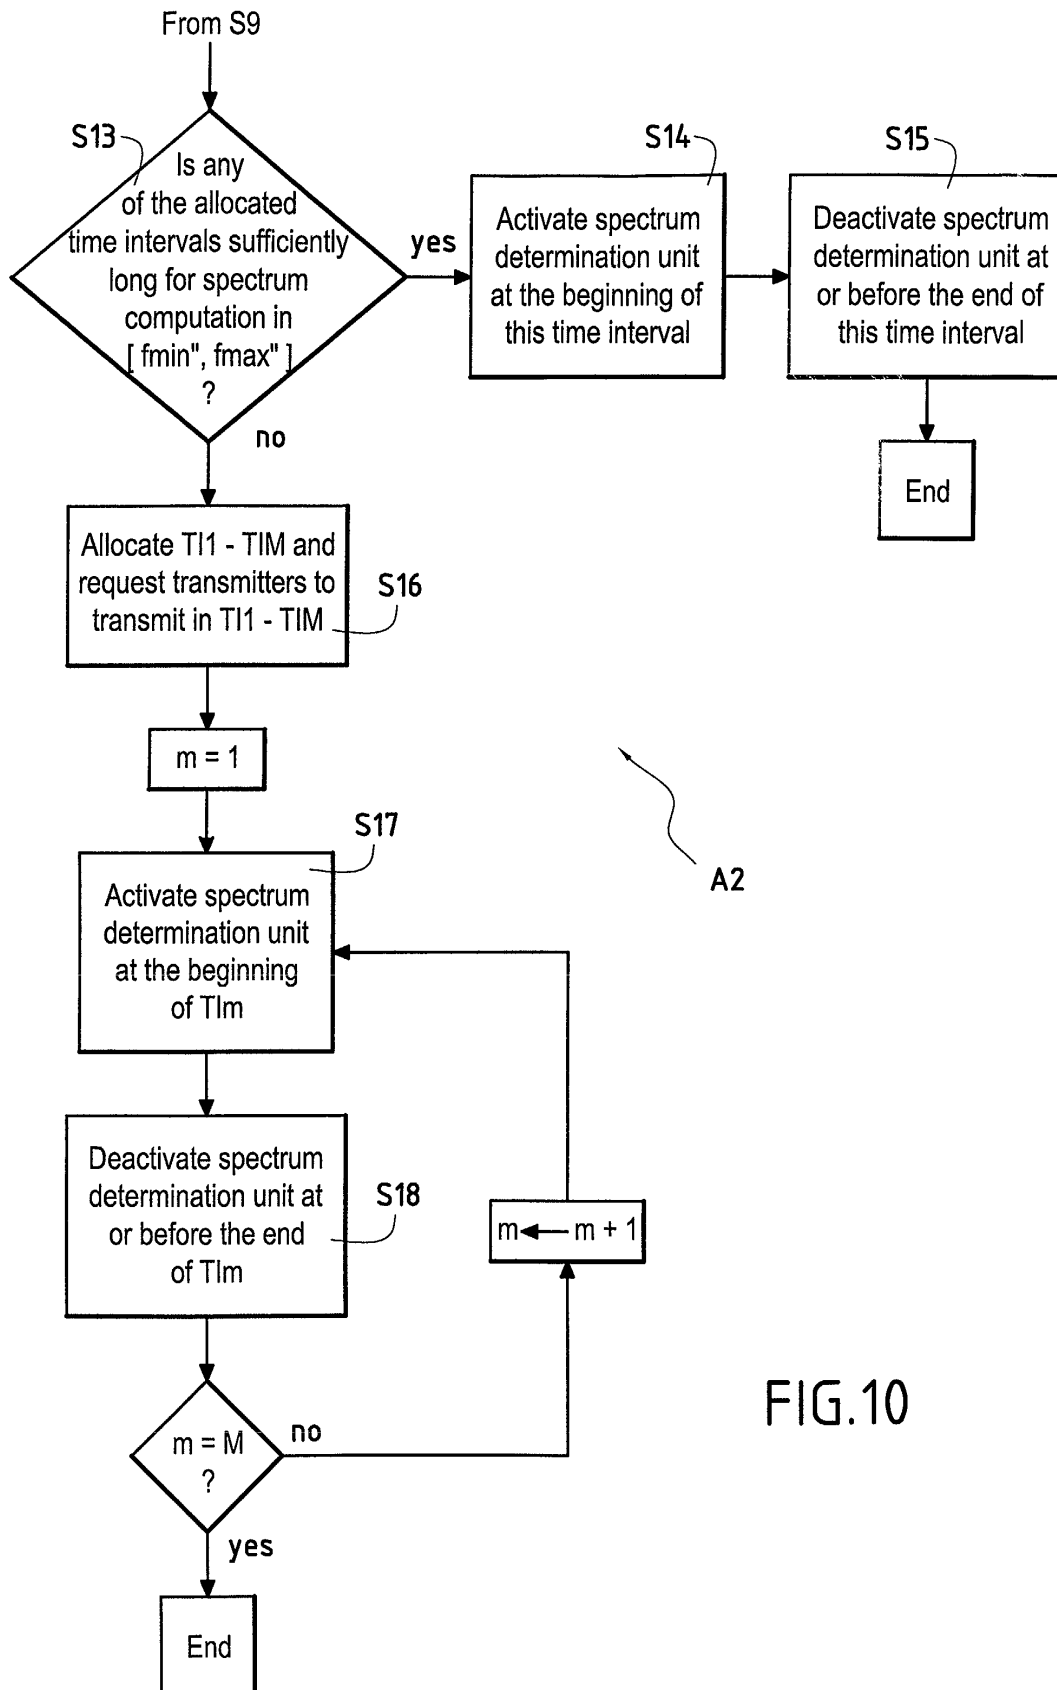 From S9
S13
Is any
of the allocated
time intervals sufficiently
long for spectrum
computation in
[ fmin", fmax" ]
?
yes
no
S14
Activate spectrum
determination unit
at the beginning of
this time interval
S15
Deactivate spectrum
determination unit at
or before the end of
this time interval
End
Allocate TI1 - TIM and
request transmitters to
transmit in TI1 - TIM
S16
m = 1
S17
Activate spectrum
determination unit
at the beginning
of TIm
A2
Deactivate spectrum
determination unit at
or before the end
of TIm
S18
m ← m + 1
m = M
?
no
yes
End
FIG.10